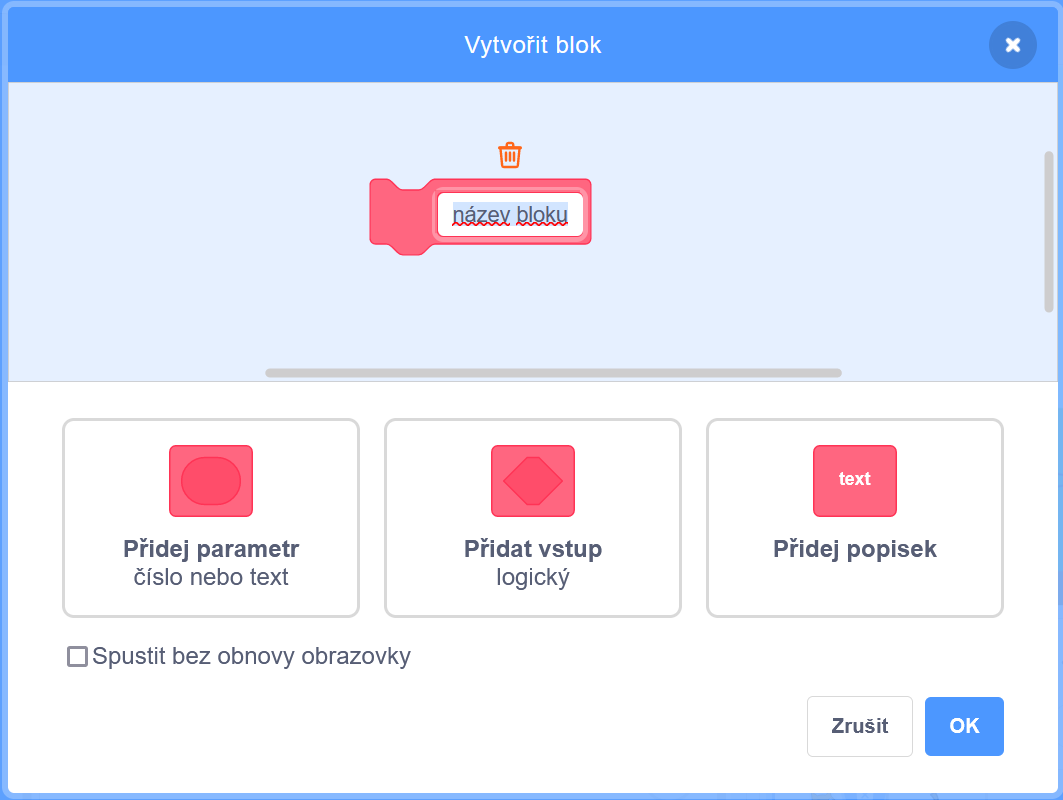 Vytvořit blok
název bloku
text
Přidej parametr
číslo nebo text
Přidat vstup
logický
Přidej popisek
Spustit bez obnovy obrazovky
Zrušit
OK